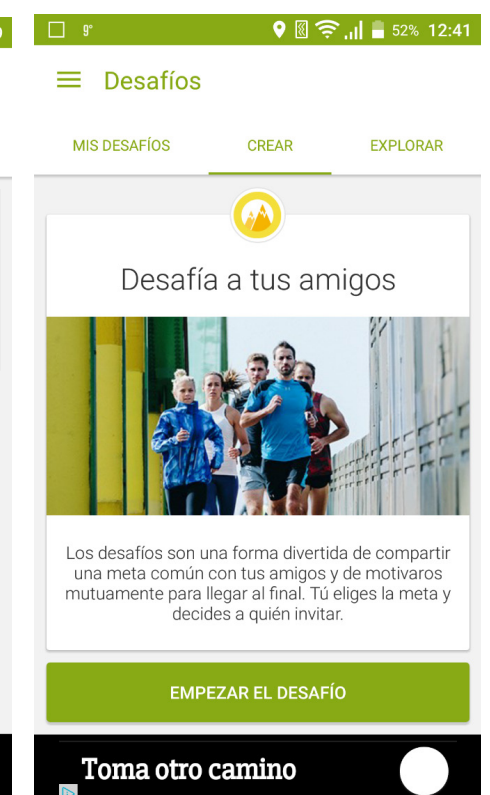 9° 52% 12:41
Desafíos
MIS DESAFÍOS CREAR EXPLORAR
Desafía a tus amigos
Los desafíos son una forma divertida de compartir
una meta común con tus amigos y de motivaros
mutuamente para llegar al final. Tú eliges la meta y
decides a quién invitar.
EMPEZAR EL DESAFÍO
Toma otro camino